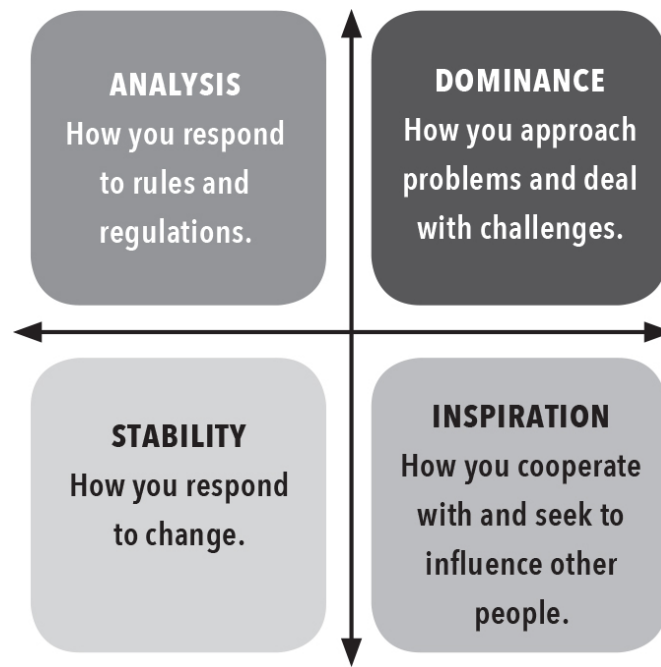 ANALYSIS
How you respond
to rules and
regulations.
DOMINANCE
How you approach
problems and deal
with challenges.
STABILITY
How you respond
to change.
INSPIRATION
How you cooperate
with and seek to
influence other
people.